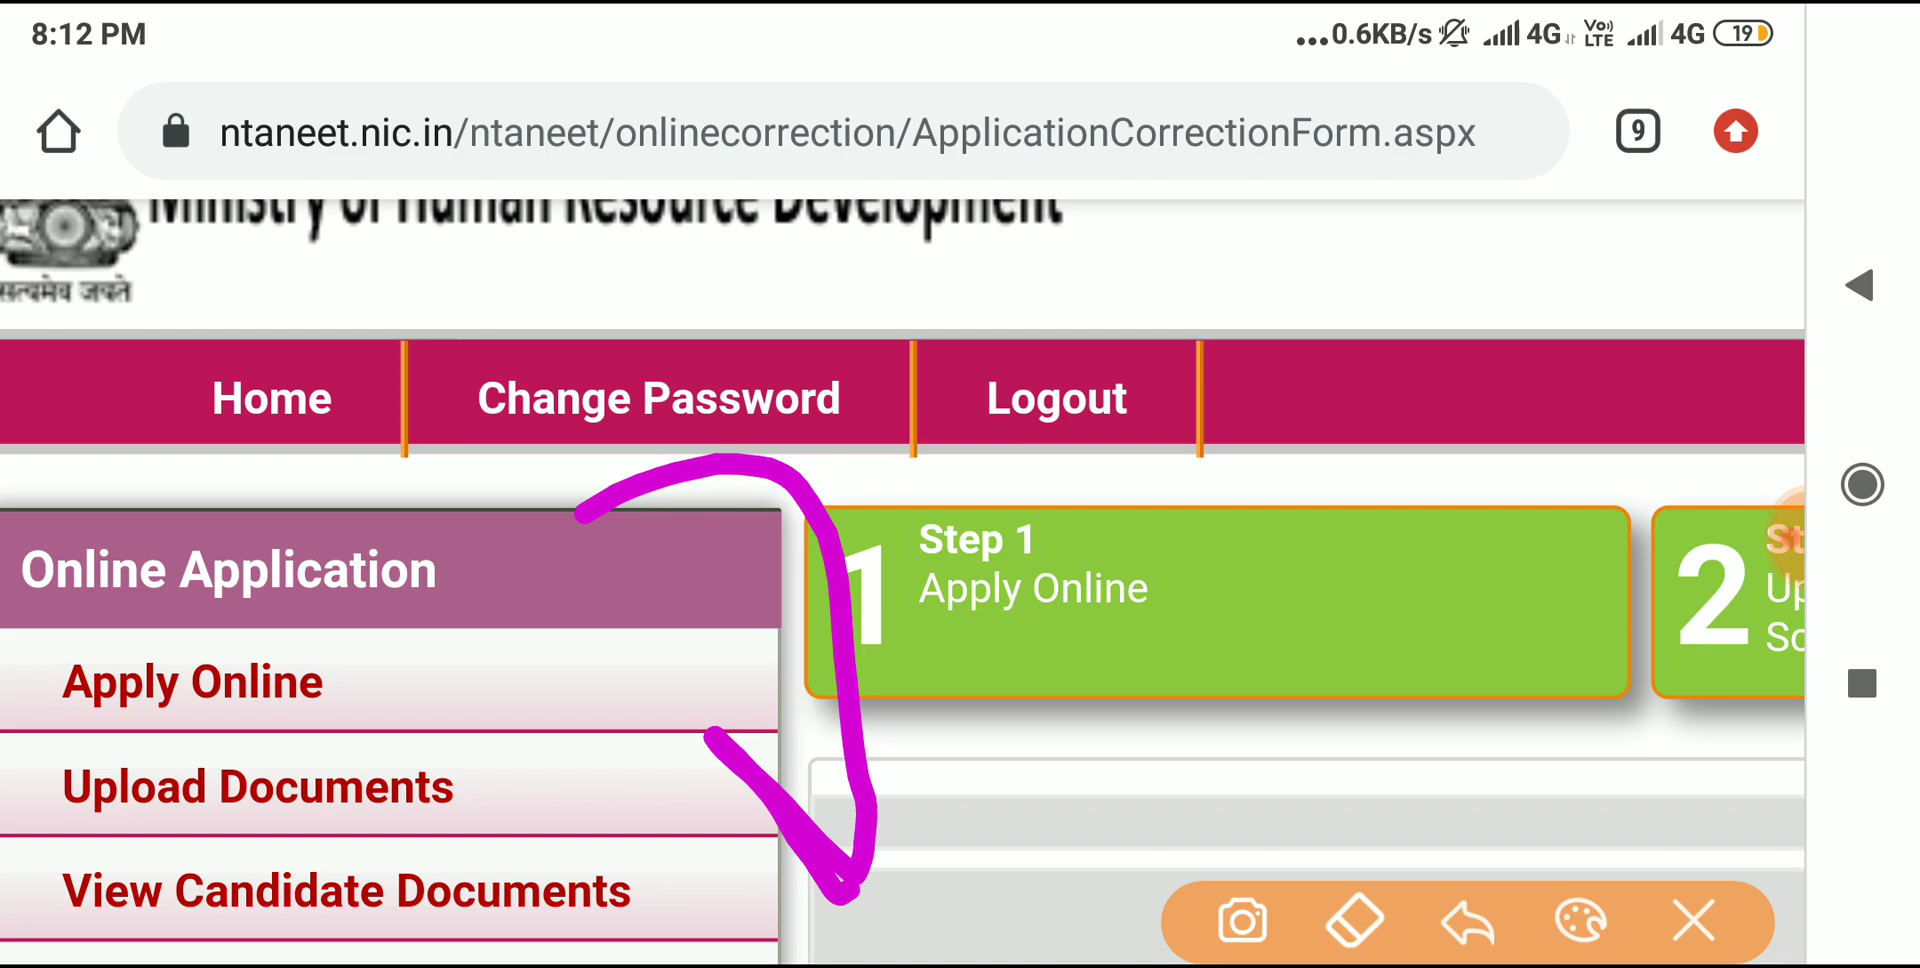 8:12 PM
...0.6KB/s 4G Vo) LTE 4G 19
ntaneet.nic.in/ntaneet/onlinecorrection/ApplicationCorrectionForm.aspx
9
Ministry of Human Resource Development
सत्यमेव जयते
Home
Change Password
Logout
Online Application
Apply Online
Upload Documents
View Candidate Documents
1
Step 1
Apply Online
2